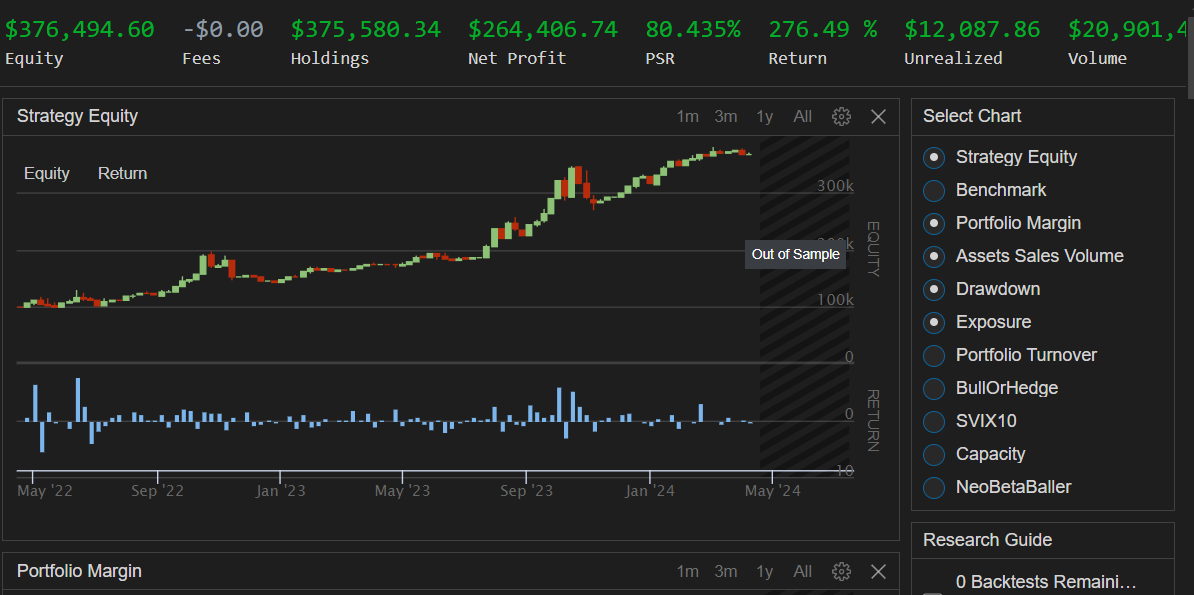 $376,494.60 -$0.00 $375,580.34 $264,406.74 80.435% 276.49 % $12,087.86 $20,901,4
Equity Fees Holdings Net Profit PSR Return Unrealized Volume
Strategy Equity 1m 3m 1y All
Equity Return
300k
EQUITY
Out of Sample
100k
0
RETURN
0
10
May '22 Sep '22 Jan '23 May '23 Sep '23 Jan '24 May '24
Portfolio Margin 1m 3m 1y All
Select Chart
Strategy Equity
Benchmark
Portfolio Margin
Assets Sales Volume
Drawdown
Exposure
Portfolio Turnover
BullOrHedge
SVIX10
Capacity
NeoBetaBaller
Research Guide
0 Backtests Remaini…